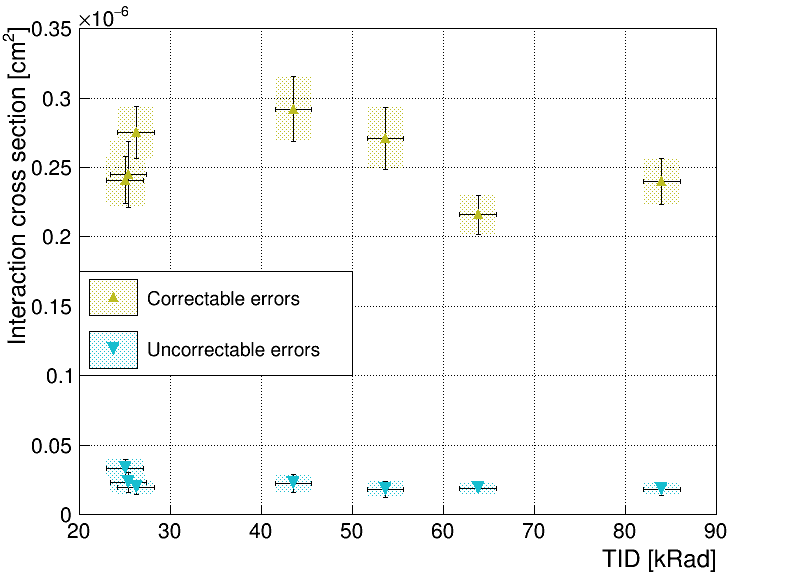 ×10⁻⁶
Interaction cross section [cm²]
0.35
0.3
0.25
0.2
0.15
0.1
0.05
0
Correctable errors
Uncorrectable errors
20 30 40 50 60 70 80 90
TID [kRad]